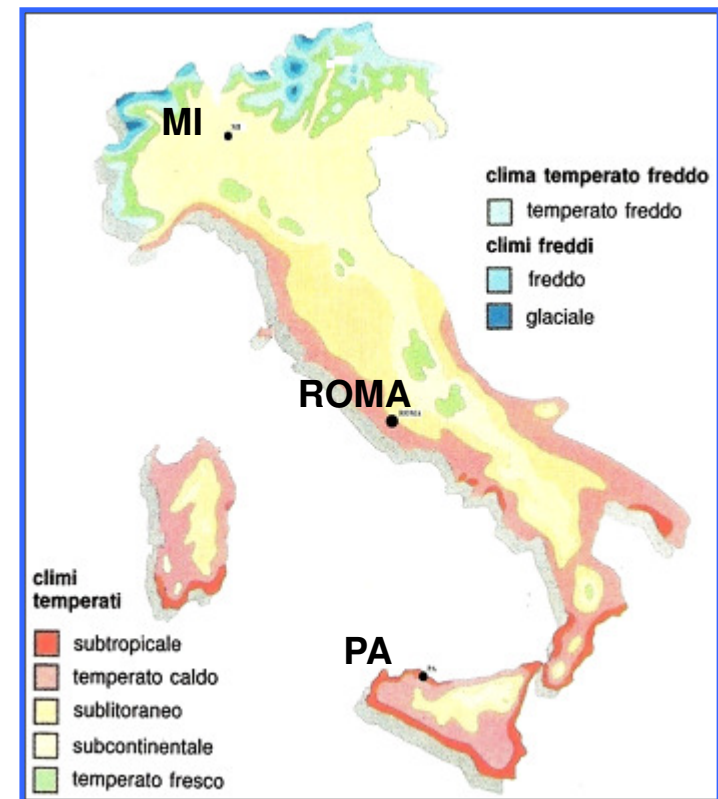 MI
clima temperato freddo
temperato freddo
climi freddi
freddo
glaciale
ROMA
climi
temperati
subtropicale
temperato caldo
sublitoraneo
subcontinentale
temperato fresco
PA